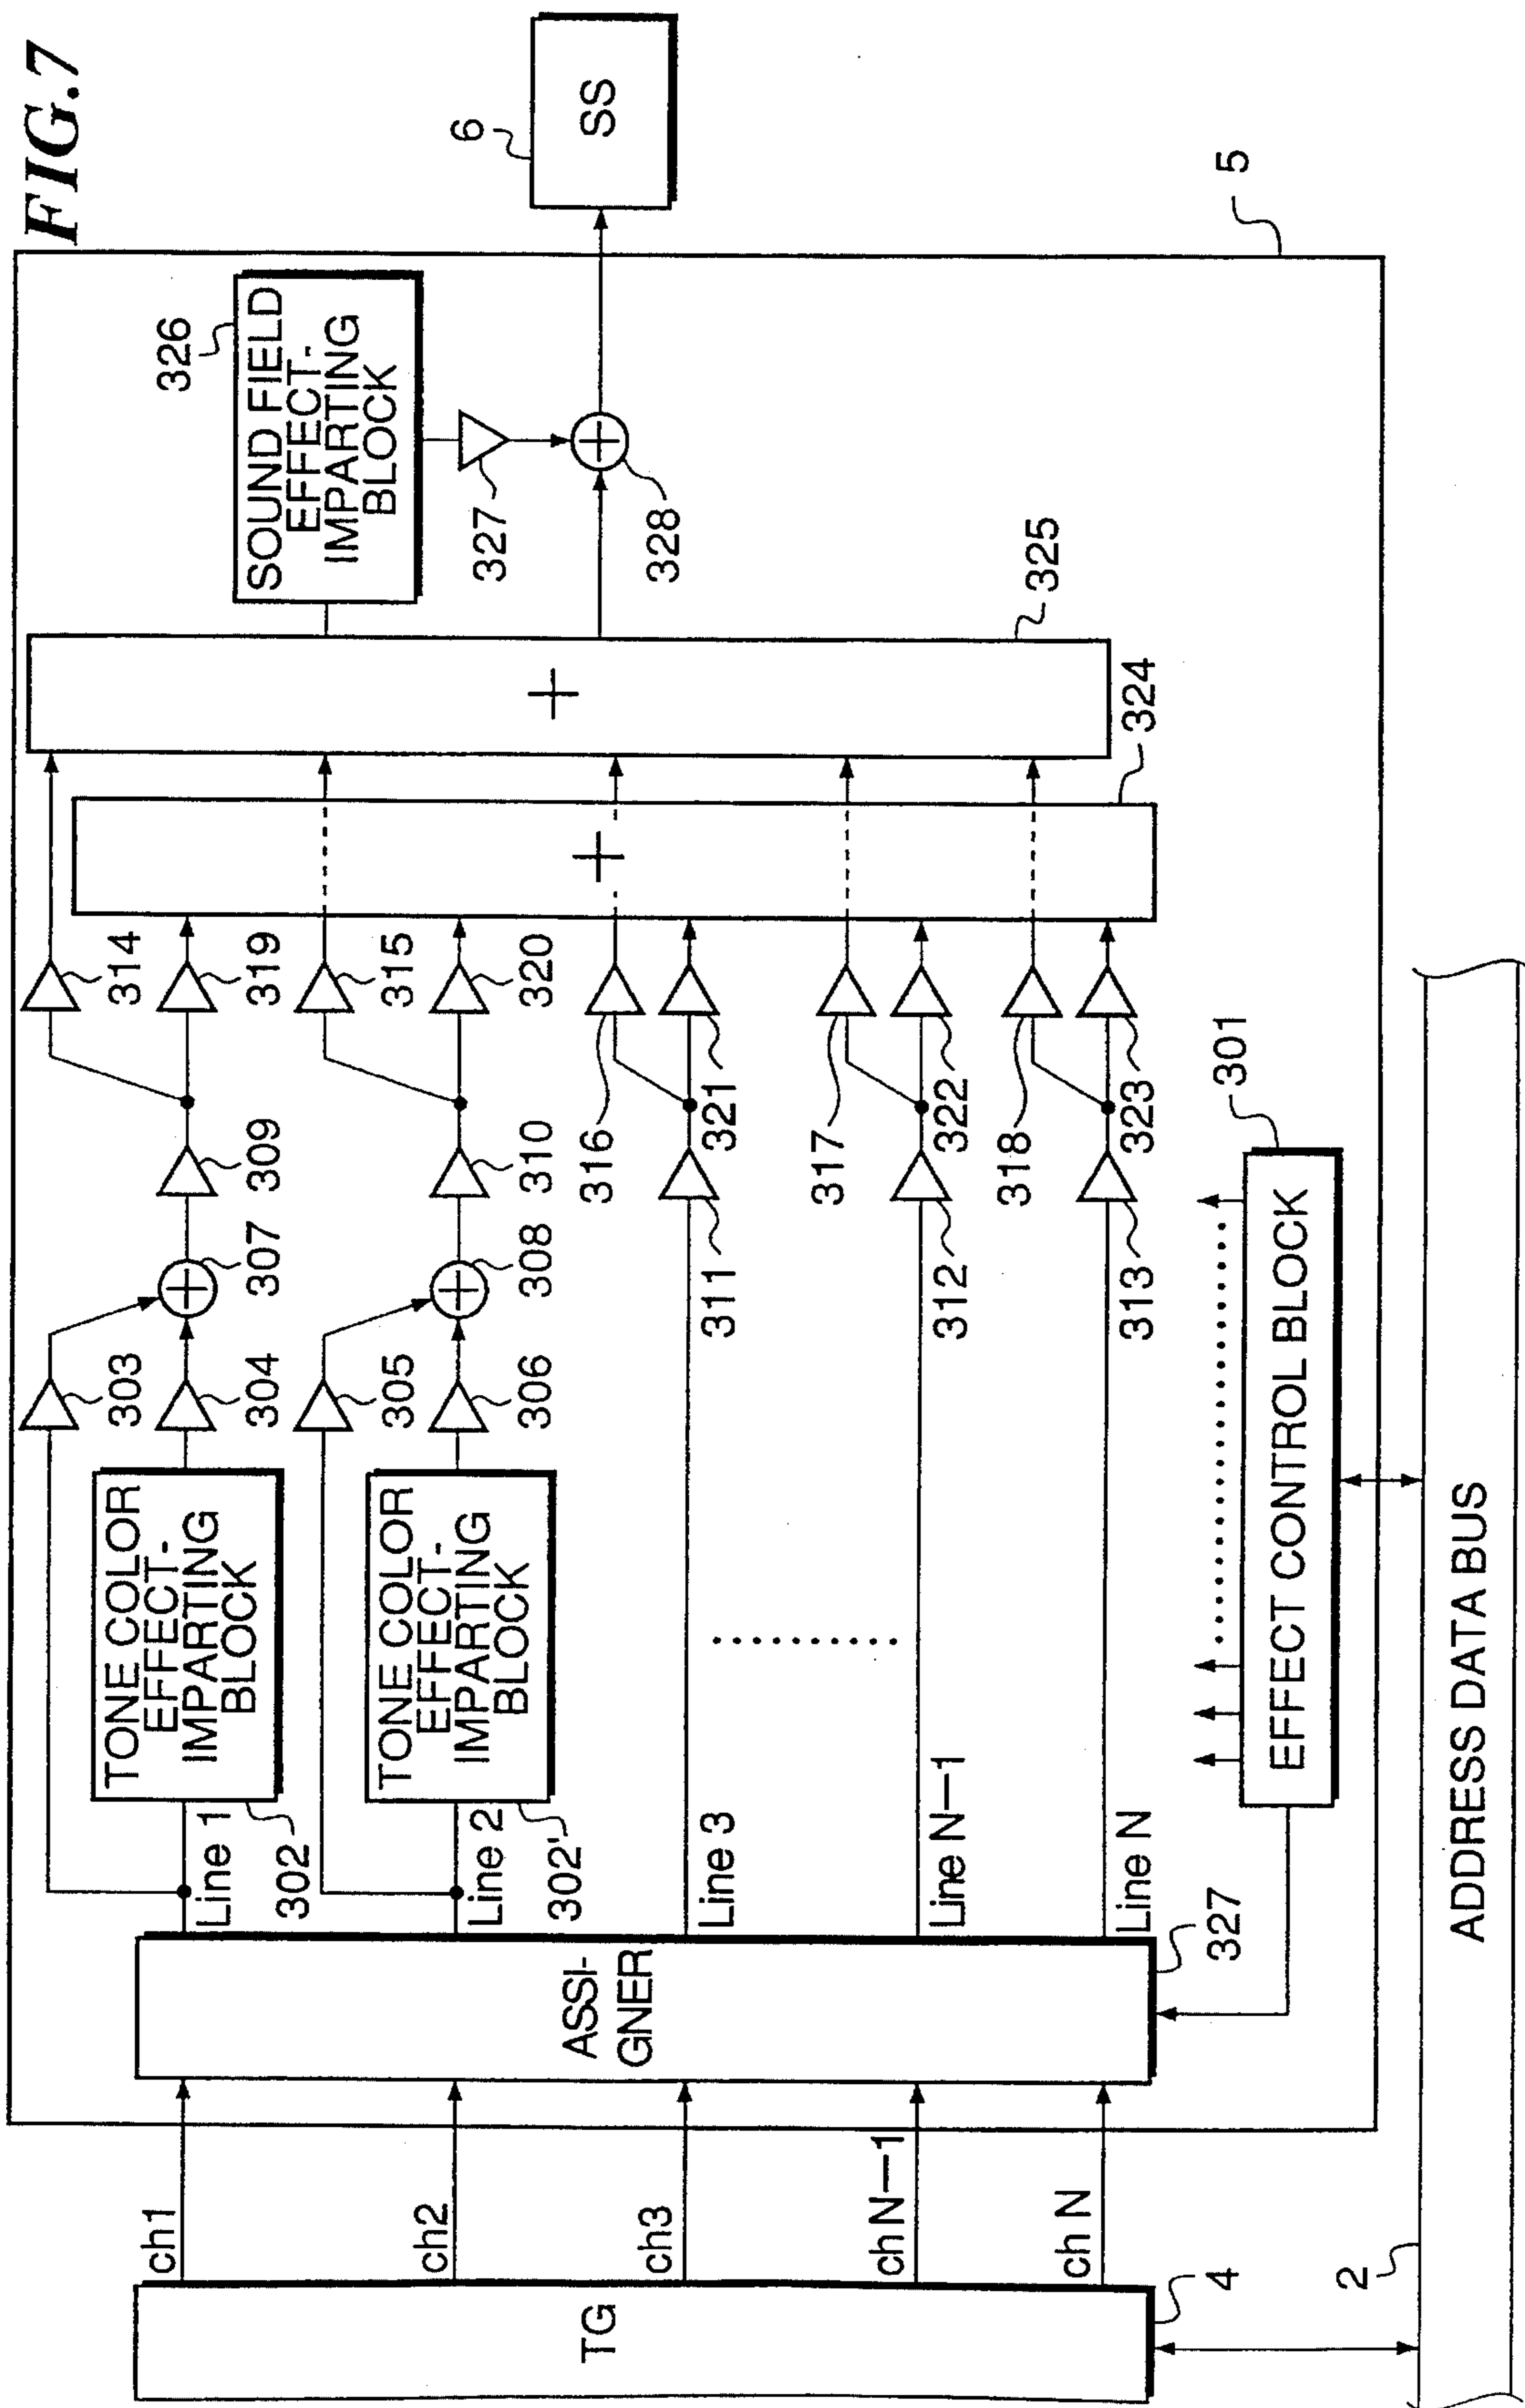 FIG.7
TG
4
2
ch1
ch2
ch3
chN—1
ch N
ASSI-
GNER
327
Line 1
Line 2
Line 3
Line N—1
Line N
302
TONE COLOR
EFFECT-
IMPARTING
BLOCK
302'
TONE COLOR
EFFECT-
IMPARTING
BLOCK
303
304
305
306
307
308
309
310
311
312
313
314
319
315
320
316
321
317
322
318
323
+
324
+
325
SOUND FIELD
EFFECT-
IMPARTING
BLOCK
326
327
328
SS
6
5
301
EFFECT CONTROL BLOCK
ADDRESS DATA BUS